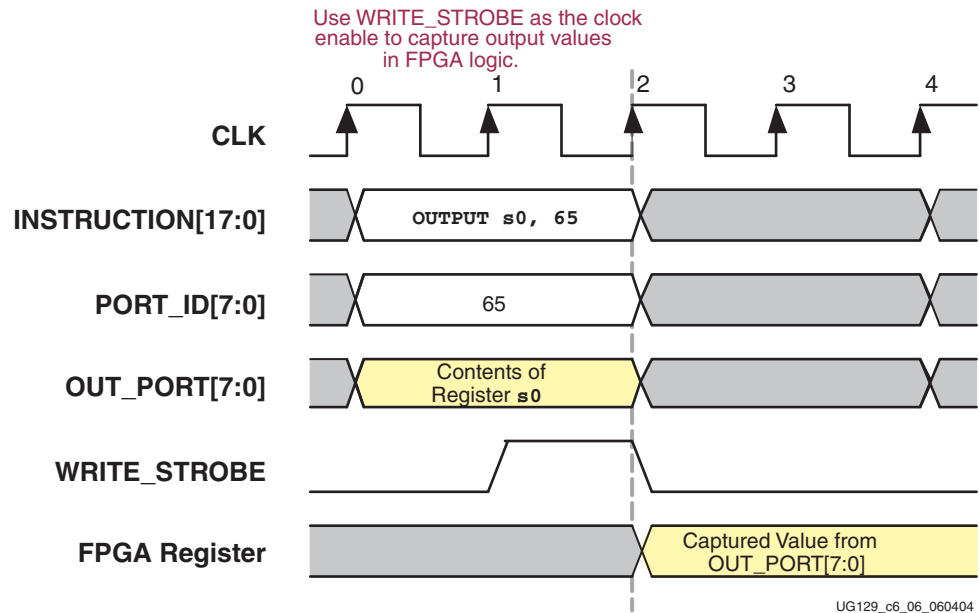 Use WRITE_STROBE as the clock
enable to capture output values
in FPGA logic.
0 1 2 3 4
CLK
INSTRUCTION[17:0] OUTPUT s0, 65
PORT_ID[7:0] 65
Contents of
OUT_PORT[7:0] Register s0
WRITE_STROBE
Captured Value from
FPGA Register OUT_PORT[7:0]
UG129_c6_06_060404